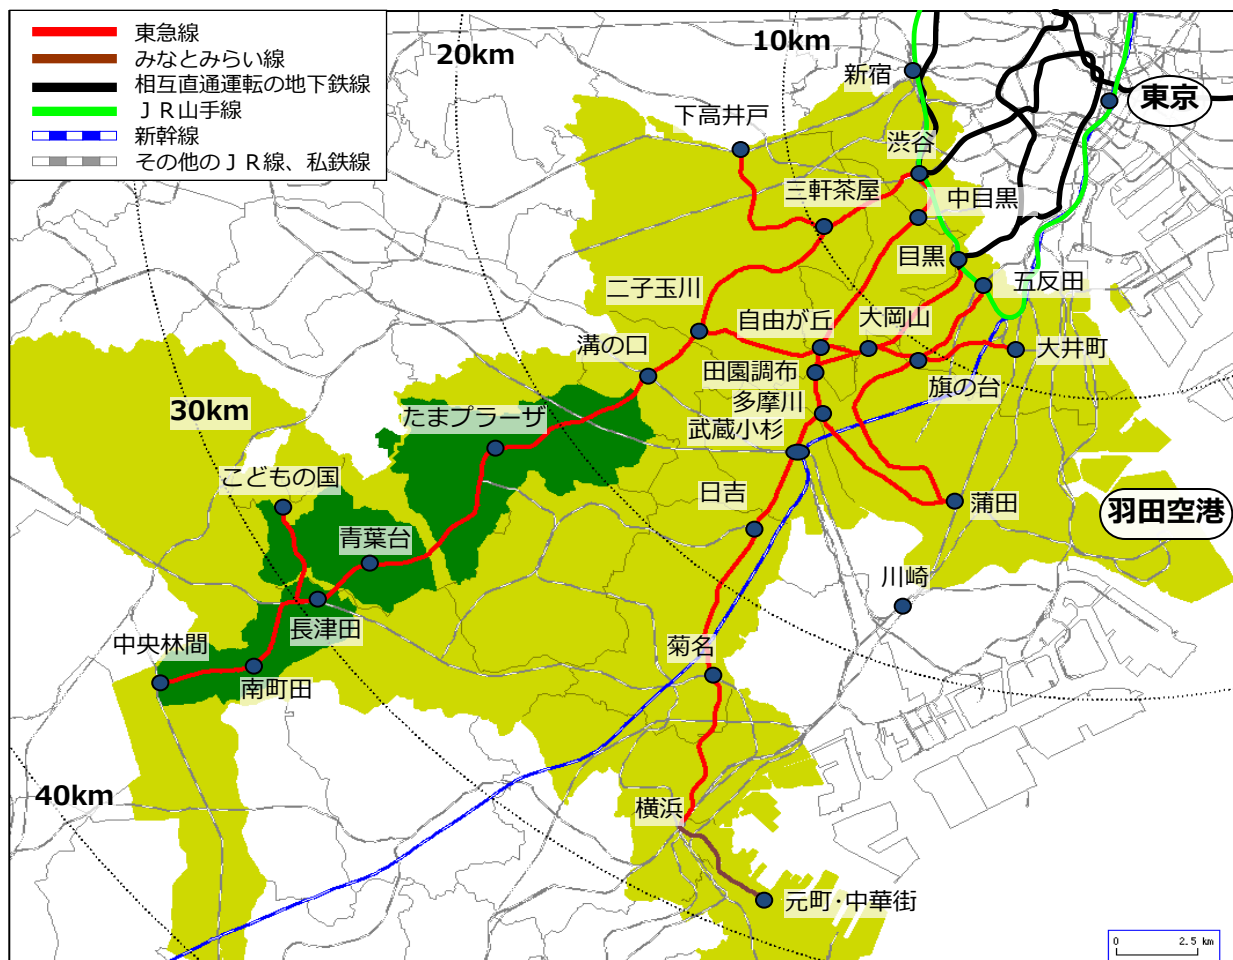 東急線
みなとみらい線
相互直通運転の地下鉄線
ＪＲ山手線
新幹線
その他のＪＲ線、私鉄線
20km
10km
新宿
東京
下高井戸
渋谷
三軒茶屋
中目黒
目黒
五反田
二子玉川
自由が丘
大岡山
大井町
溝の口
田園調布
旗の台
30km
たまプラーザ
多摩川
武蔵小杉
こどもの国
日吉
蒲田
羽田空港
青葉台
川崎
長津田
中央林間
菊名
南町田
40km
横浜
元町・中華街
0 2.5 km